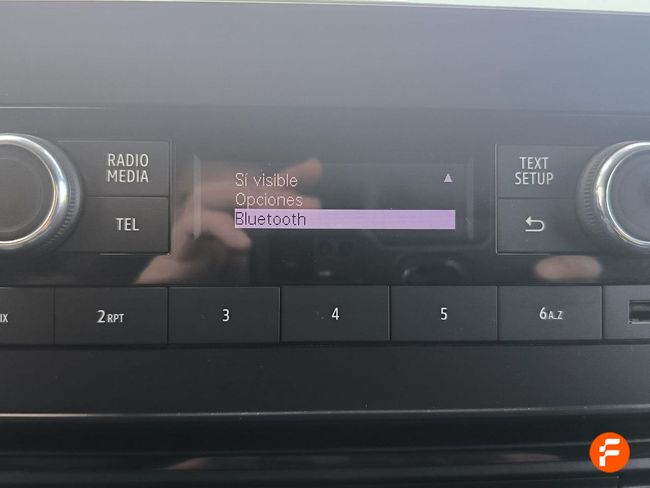 RADIO
MEDIA
TEL
Sí visible
Opciones
Bluetooth
TEXT
SETUP
2RPT
3
4
5
6A..Z